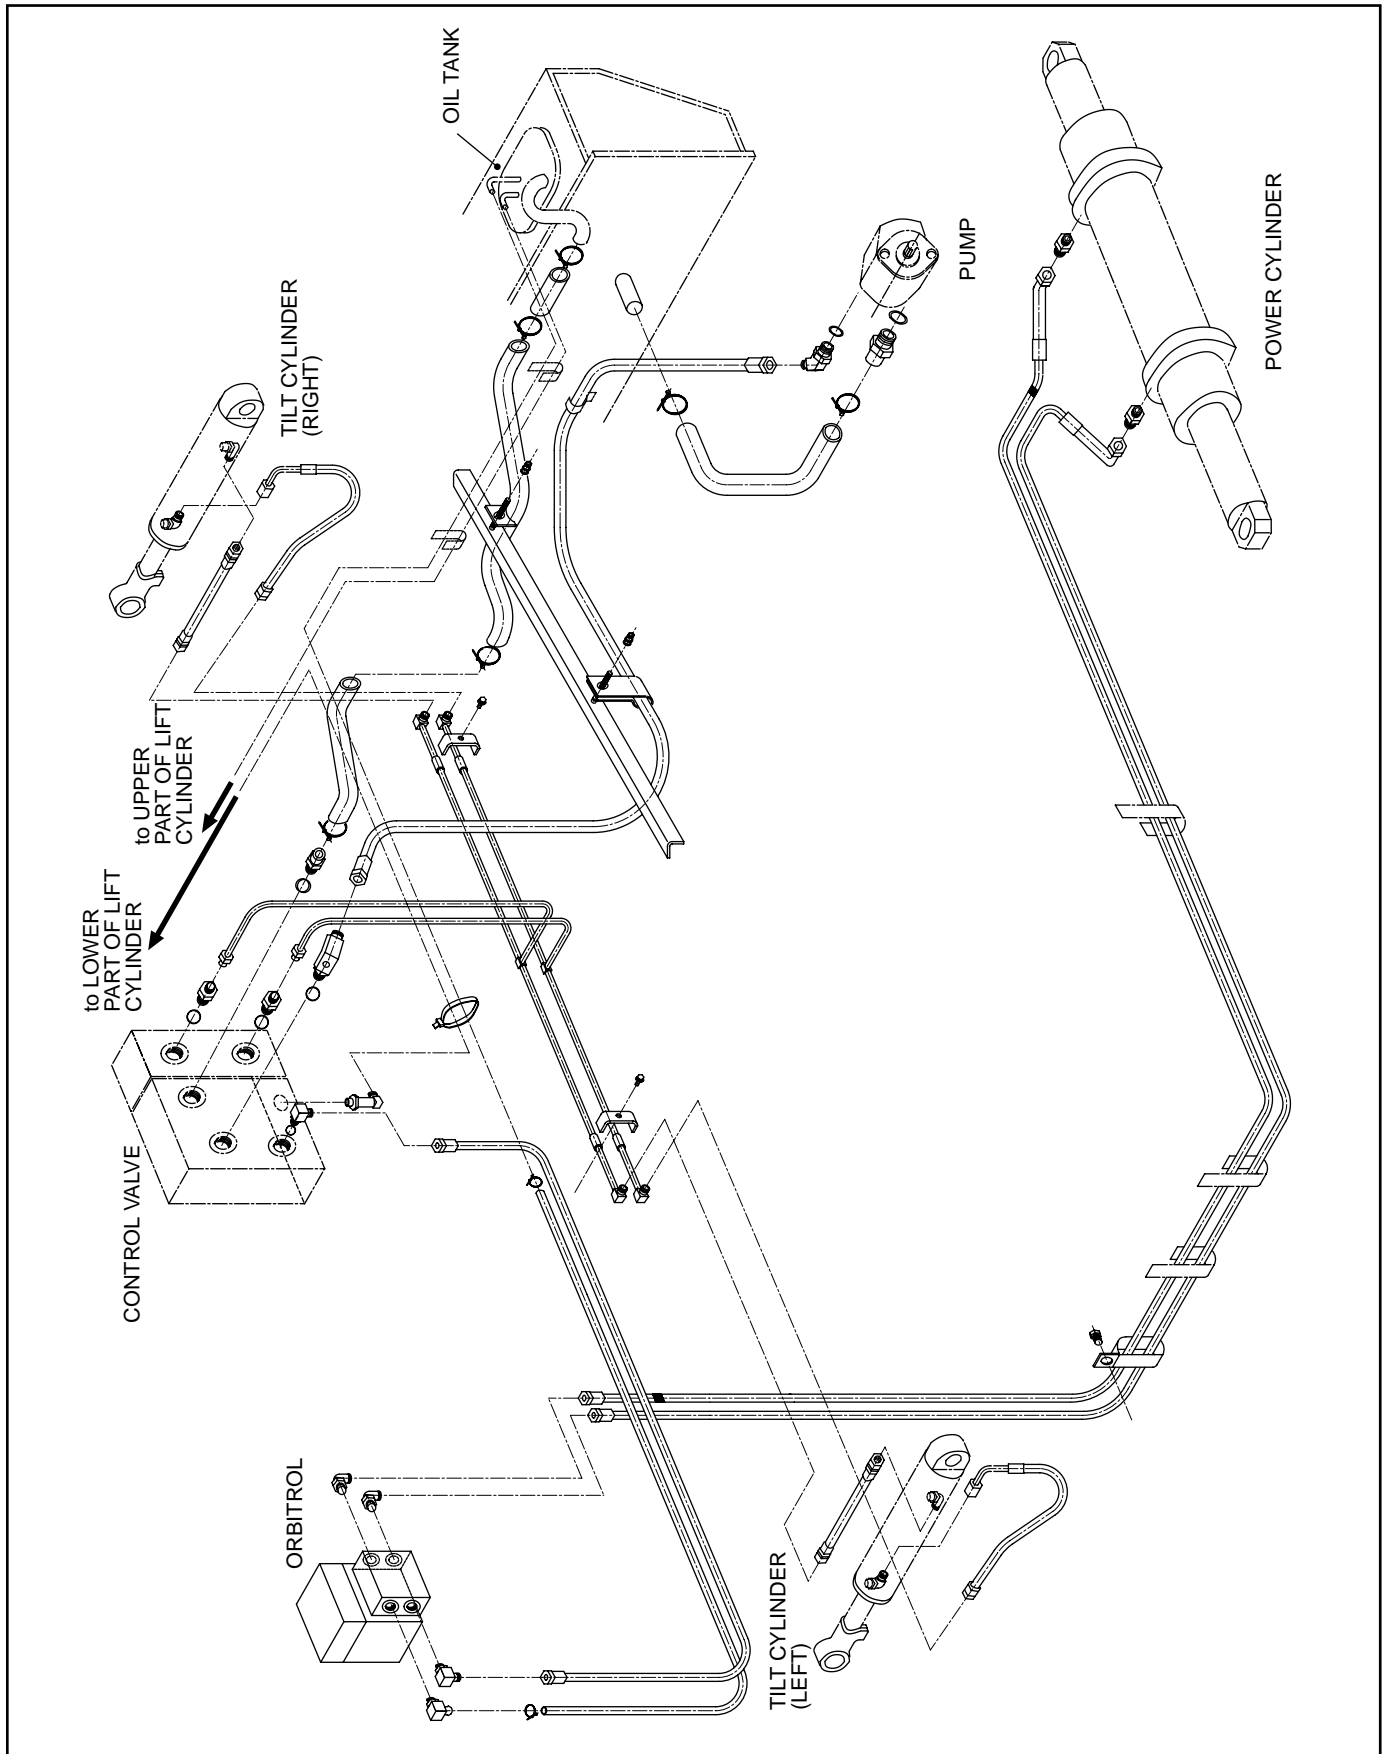 OIL TANK
TILT CYLINDER
(RIGHT)
PUMP
POWER CYLINDER
to UPPER
PART OF LIFT
CYLINDER
to LOWER
PART OF LIFT
CYLINDER
CONTROL VALVE
ORBITROL
TILT CYLINDER
(LEFT)